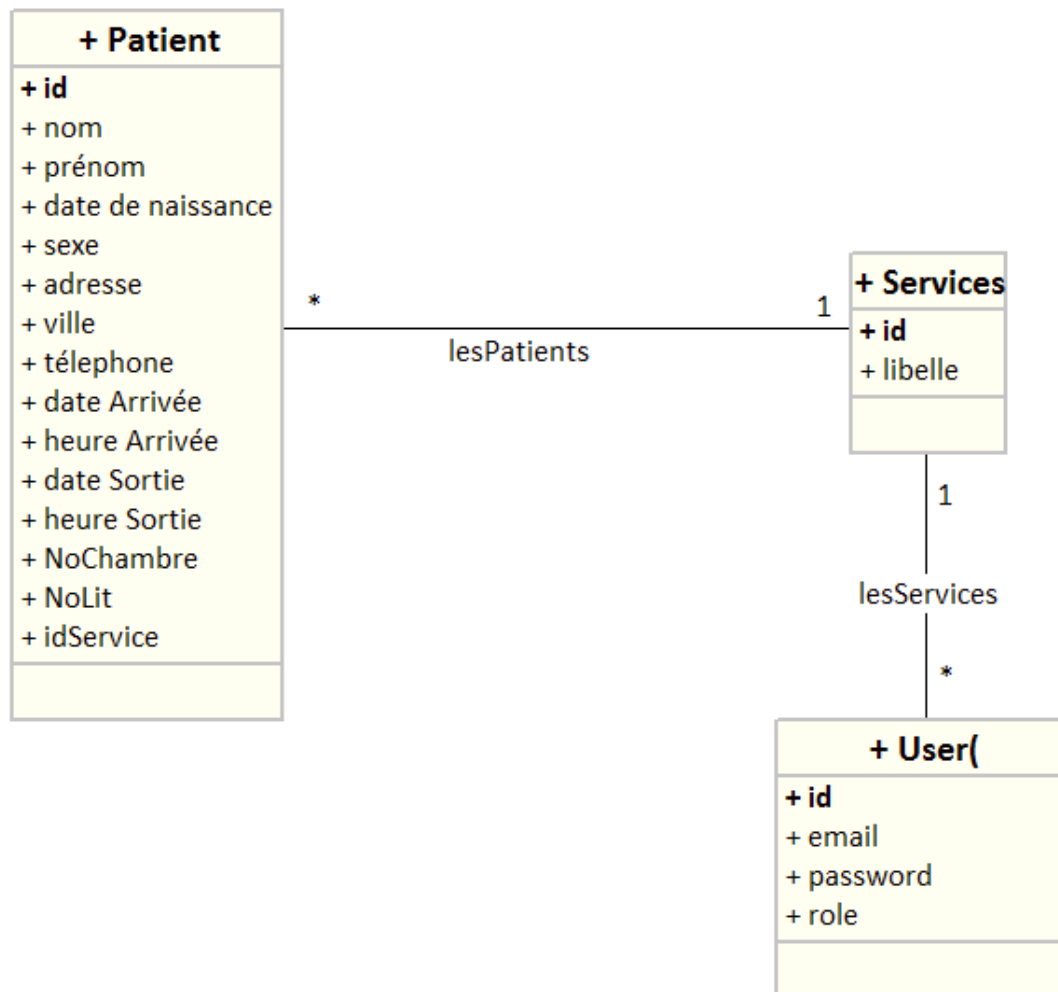 + Patient
+ id
+ nom
+ prénom
+ date de naissance
+ sexe
+ adresse
+ ville
+ télephone
+ date Arrivée
+ heure Arrivée
+ date Sortie
+ heure Sortie
+ NoChambre
+ NoLit
+ idService
*
1
lesPatients
+ Services
+ id
+ libelle
1
lesServices
*
+ User(
+ id
+ email
+ password
+ role